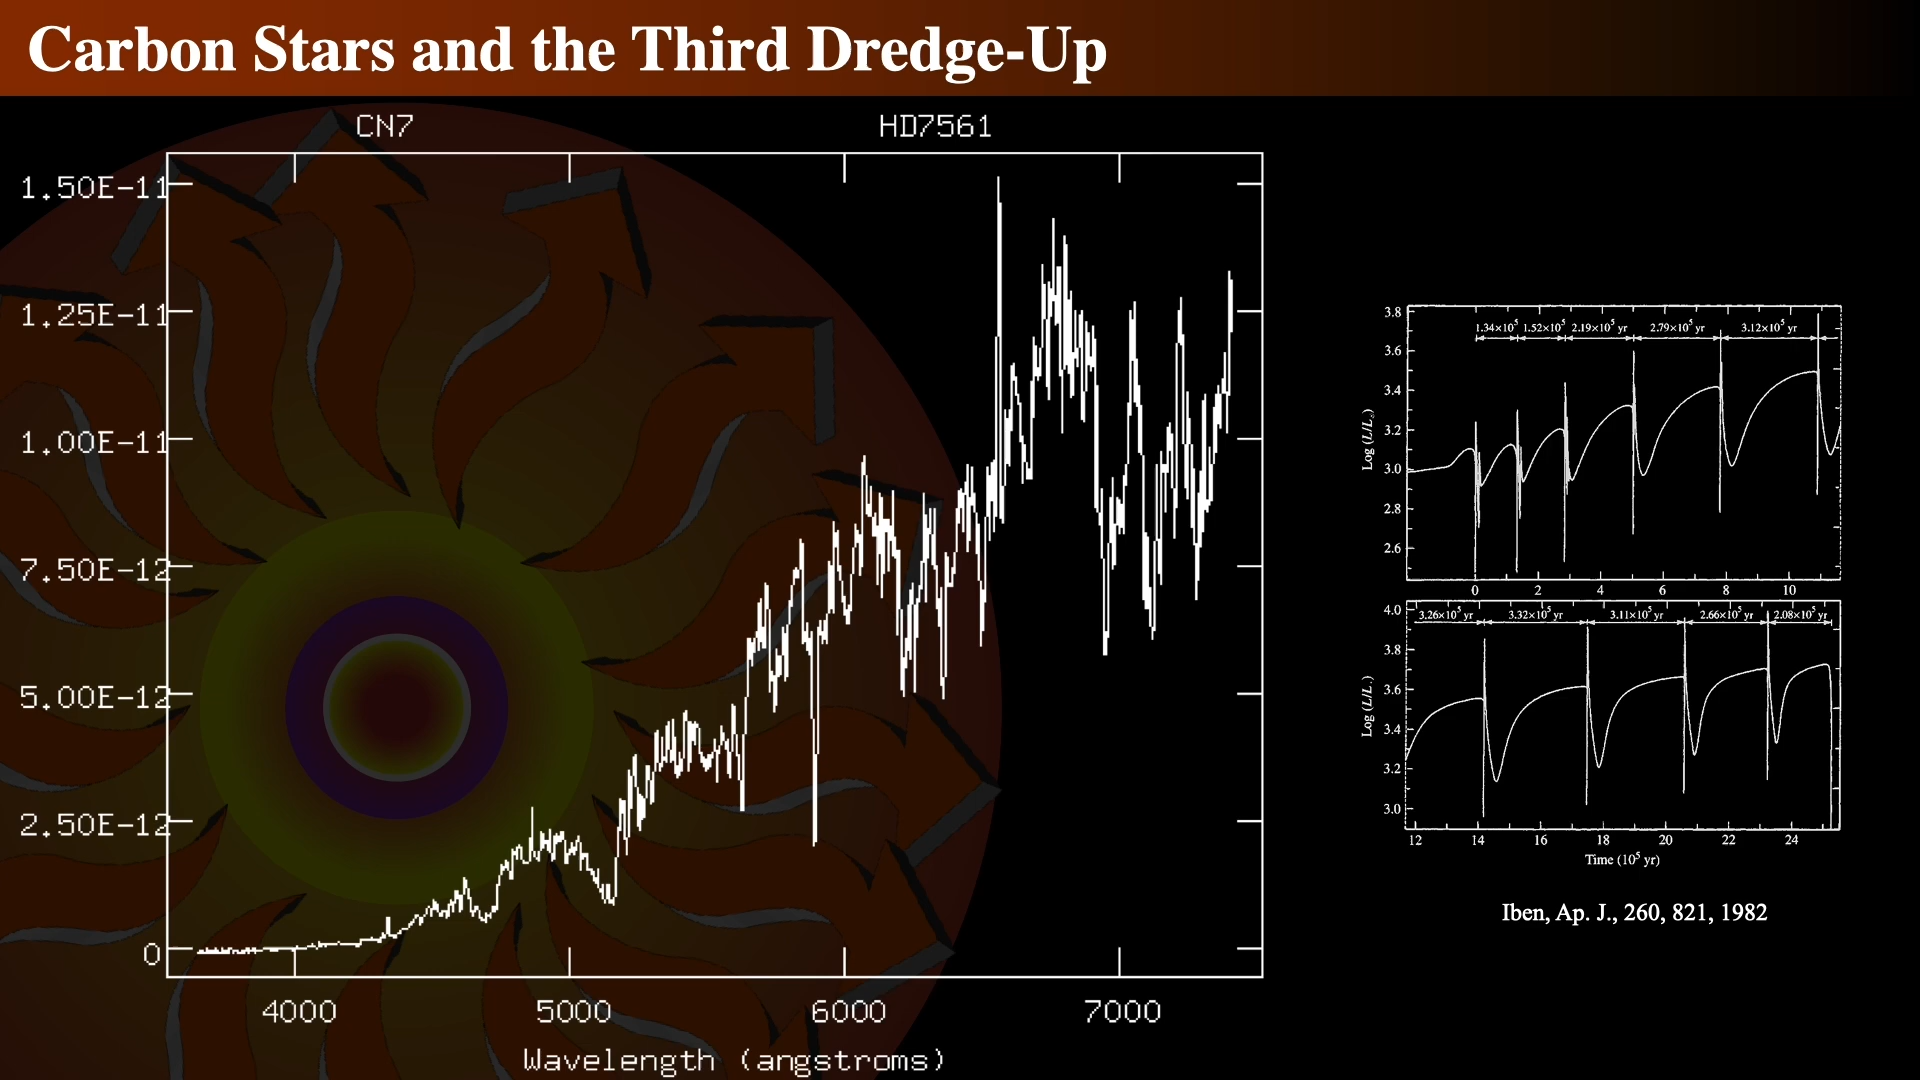 Carbon Stars and the Third Dredge-Up
CN7
HD7561
1.50E-11
1.25E-11
1.00E-11
7.50E-12
5.00E-12
2.50E-12
0
4000 5000 6000 7000
Wavelength (angstroms)
1.34×10⁵ 1.52×10⁵ 2.19×10⁵ yr 2.79×10⁵ yr 3.12×10⁵ yr
3.8
3.6
3.4
3.2
3.0
2.8
2.6
Log (L/L.)
0 2 4 6 8 10
3.26×10⁵ yr 3.32×10⁵ yr 3.11×10⁵ yr 2.66×10⁵ yr 2.08×10⁵ yr
4.0
3.8
3.6
3.4
3.2
3.0
Log (L/L.)
12 14 16 18 20 22 24
Time (10⁵ yr)
Iben, Ap. J., 260, 821, 1982